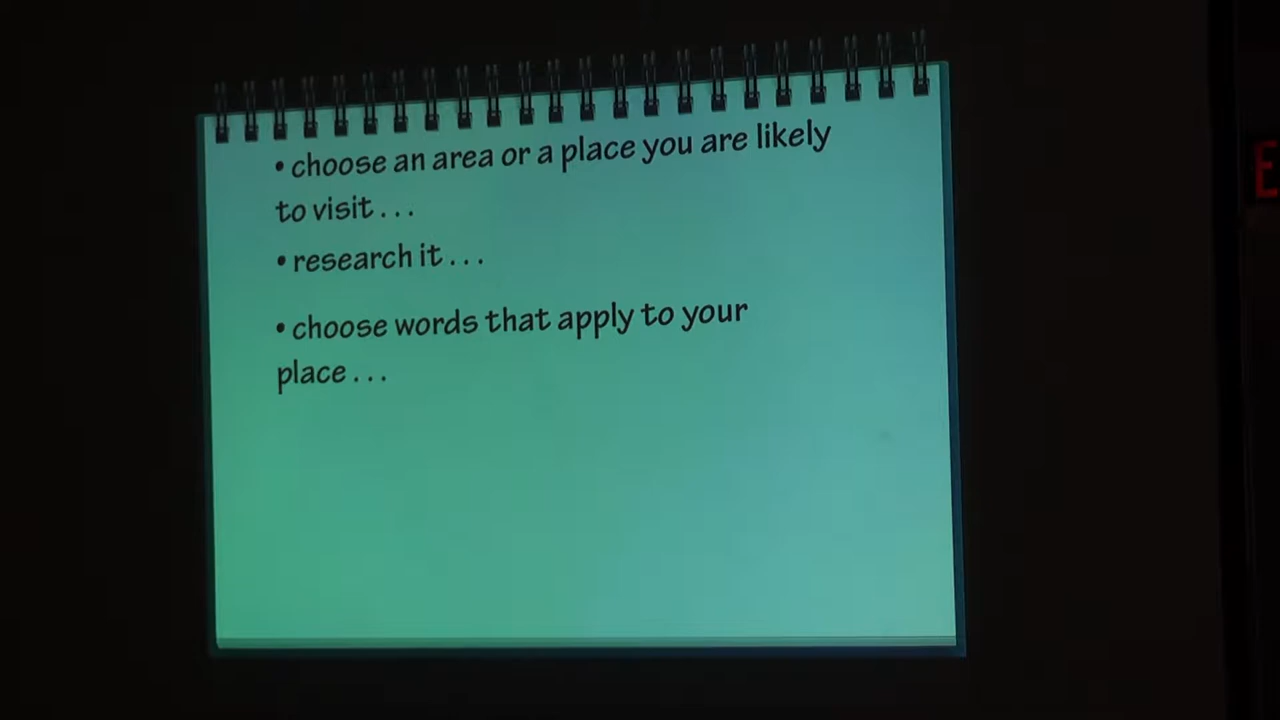 • choose an area or a place you are likely
to visit . . .
• research it . . .
• choose words that apply to your
place . . .